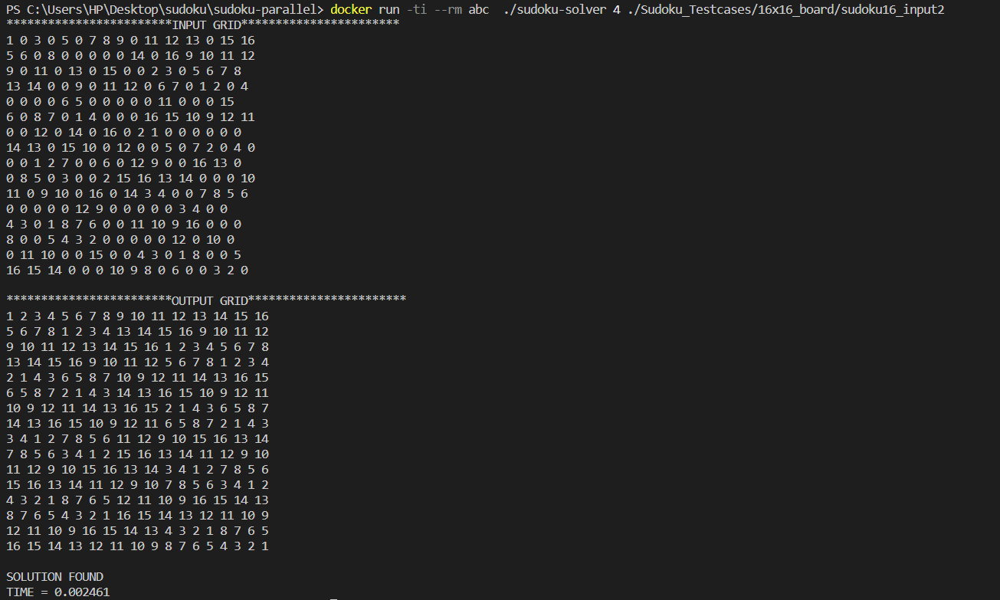 PS C:\Users\HP\Desktop\sudoku\sudoku-parallel> docker run -ti --rm abc  ./sudoku-solver 4 ./Sudoku_Testcases/16x16_board/sudoku16_input2
************************INPUT GRID***********************
1 0 3 0 5 0 7 8 9 0 11 12 13 0 15 16
5 6 0 8 0 0 0 0 0 14 0 16 9 10 11 12
9 0 11 0 13 0 15 0 0 2 3 0 5 6 7 8
13 14 0 0 9 0 11 12 0 6 7 0 1 2 0 4
0 0 0 0 6 5 0 0 0 0 0 11 0 0 0 15
6 0 8 7 0 1 4 0 0 0 16 15 10 9 12 11
0 0 12 0 14 0 16 0 2 1 0 0 0 0 0 0
14 13 0 15 10 0 12 0 0 5 0 7 2 0 4 0
0 0 1 2 7 0 0 6 0 12 9 0 0 16 13 0
0 8 5 0 3 0 0 2 15 16 13 14 0 0 0 10
11 0 9 10 0 16 0 14 3 4 0 0 7 8 5 6
0 0 0 0 0 12 9 0 0 0 0 0 3 4 0 0
4 3 0 1 8 7 6 0 0 11 10 9 16 0 0 0
8 0 0 5 4 3 2 0 0 0 0 0 12 0 10 0
0 11 10 0 0 15 0 0 4 3 0 1 8 0 0 5
16 15 14 0 0 0 10 9 8 0 6 0 0 3 2 0
************************OUTPUT GRID***********************
1 2 3 4 5 6 7 8 9 10 11 12 13 14 15 16
5 6 7 8 1 2 3 4 13 14 15 16 9 10 11 12
9 10 11 12 13 14 15 16 1 2 3 4 5 6 7 8
13 14 15 16 9 10 11 12 5 6 7 8 1 2 3 4
2 1 4 3 6 5 8 7 10 9 12 11 14 13 16 15
6 5 8 7 2 1 4 3 14 13 16 15 10 9 12 11
10 9 12 11 14 13 16 15 2 1 4 3 6 5 8 7
14 13 16 15 10 9 12 11 6 5 8 7 2 1 4 3
3 4 1 2 7 8 5 6 11 12 9 10 15 16 13 14
7 8 5 6 3 4 1 2 15 16 13 14 11 12 9 10
11 12 9 10 15 16 13 14 3 4 1 2 7 8 5 6
15 16 13 14 11 12 9 10 7 8 5 6 3 4 1 2
4 3 2 1 8 7 6 5 12 11 10 9 16 15 14 13
8 7 6 5 4 3 2 1 16 15 14 13 12 11 10 9
12 11 10 9 16 15 14 13 4 3 2 1 8 7 6 5
16 15 14 13 12 11 10 9 8 7 6 5 4 3 2 1
SOLUTION FOUND
TIME = 0.002461